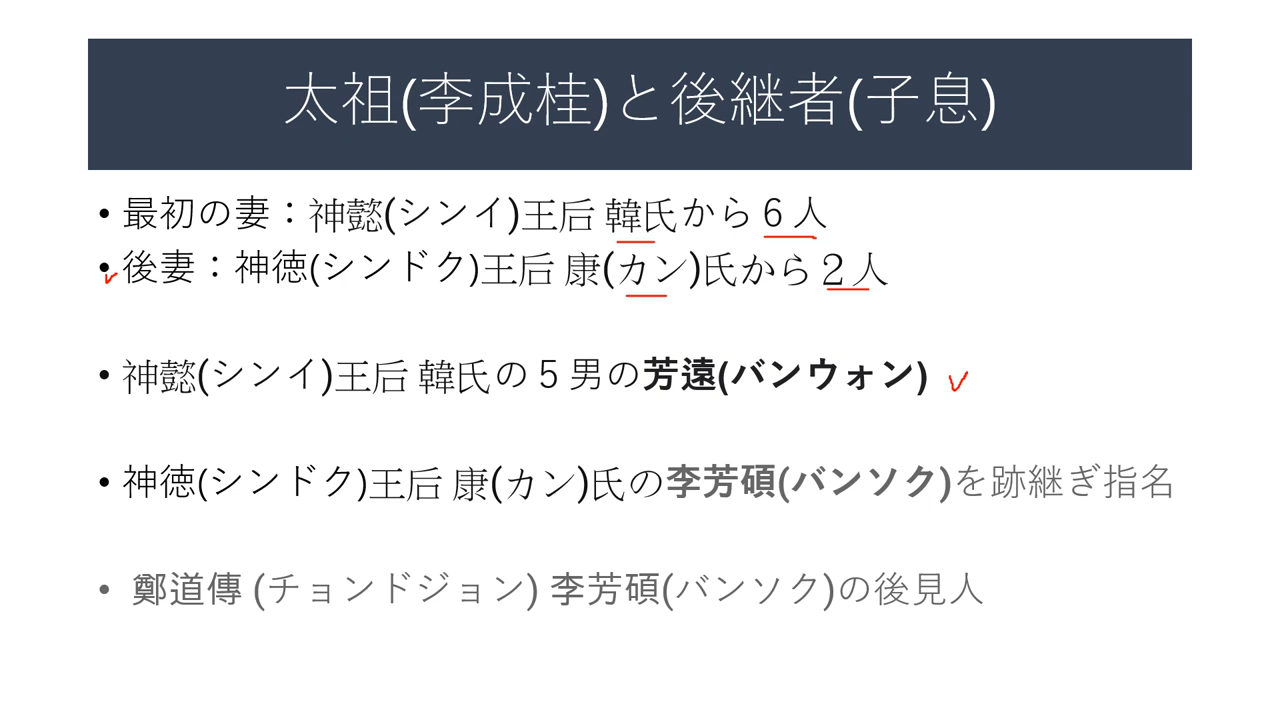 太祖(李成桂)と後継者(子息)
• 最初の妻：神懿(シンイ)王后 韓氏から６人
• 後妻：神徳(シンドク)王后 康(カン)氏から２人
• 神懿(シンイ)王后 韓氏の５男の芳遠(バンウォン)
• 神徳(シンドク)王后 康(カン)氏の李芳碩(バンソク)を跡継ぎ指名
• 鄭道傳 (チョンドジョン) 李芳碩(バンソク)の後見人